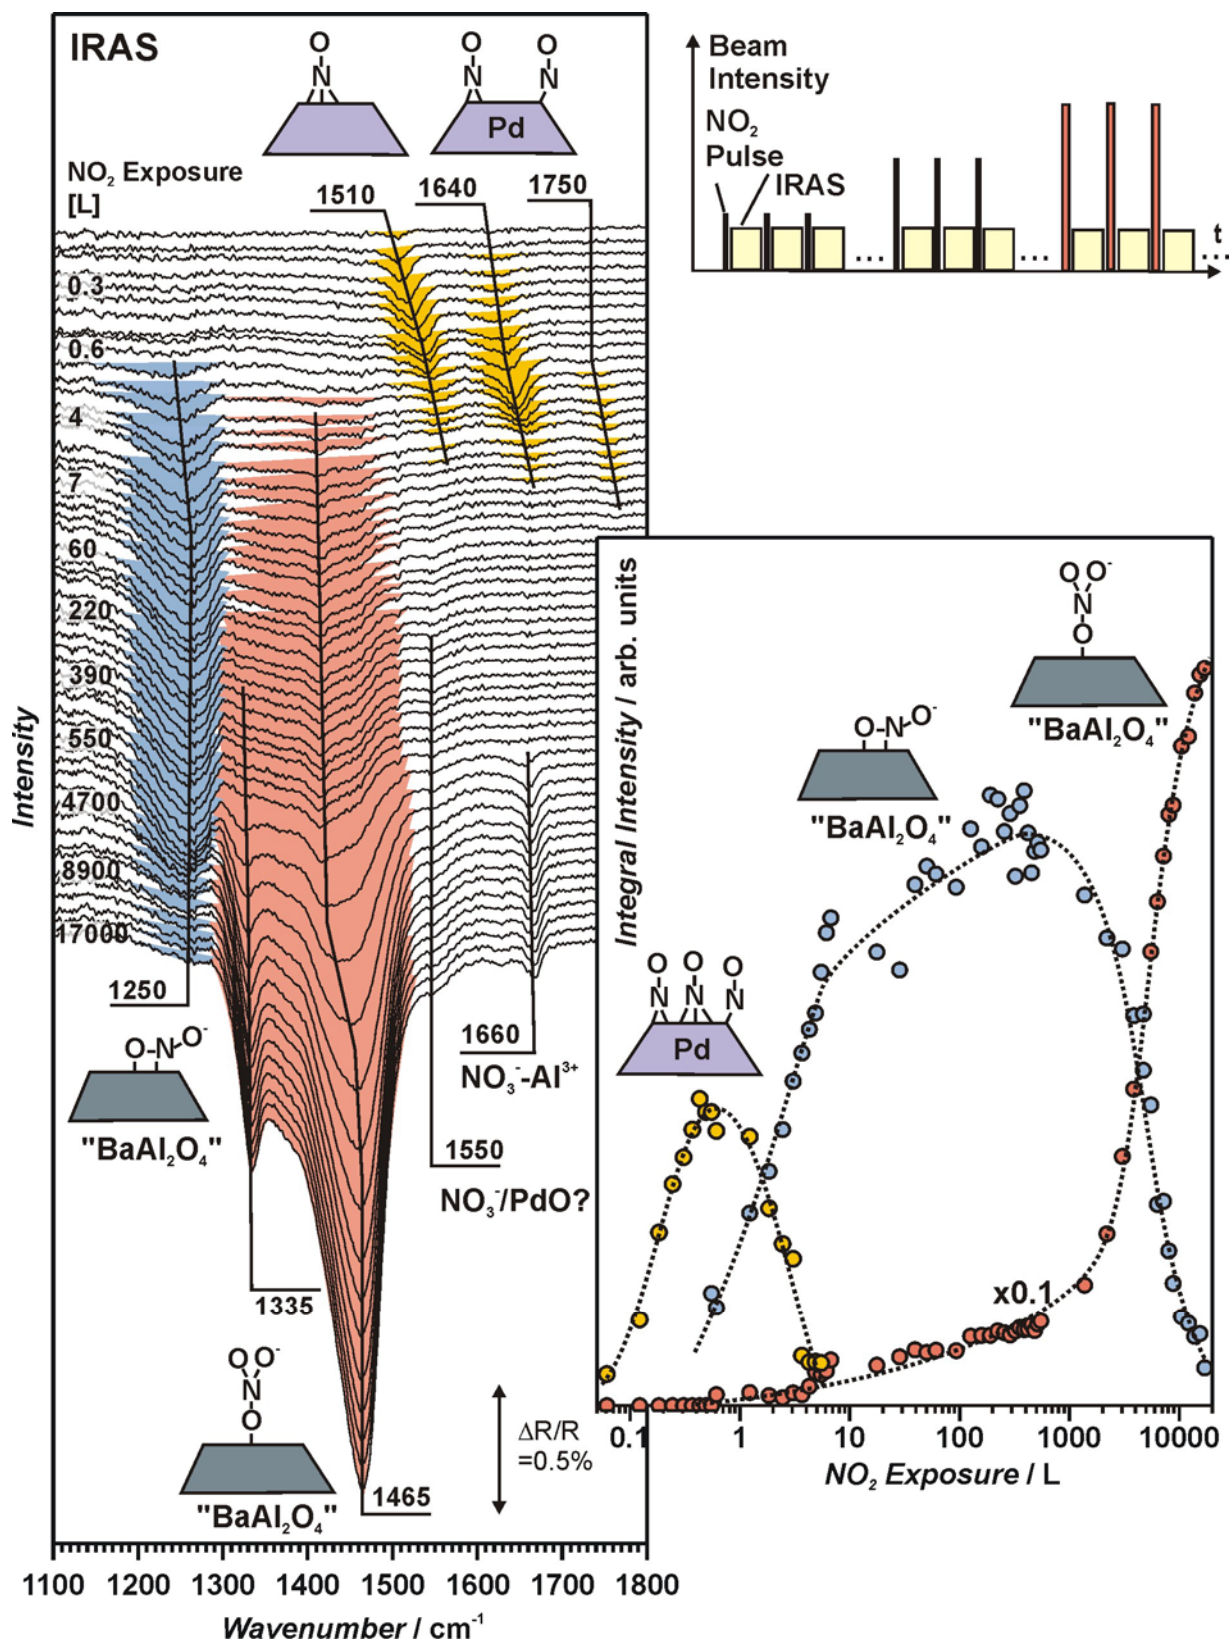 IRAS
O
N
O
N
O
N
Pd
NO₂ Exposure
[L]
1510
1640
1750
0.3
0.6
4
7
60
220
390
550
4700
8900
17000
1250
O-N-O⁻
"BaAl₂O₄"
1660
NO₃⁻-Al³⁺
1550
NO₃⁻/PdO?
1335
O O⁻
N
O
"BaAl₂O₄"
1465
ΔR/R
=0.5%
Intensity
1100 1200 1300 1400 1500 1600 1700 1800
Wavenumber / cm⁻¹
Beam
Intensity
NO₂
Pulse
IRAS
...
...
...
t
Integral Intensity / arb. units
O O⁻
N
O
"BaAl₂O₄"
O-N-O⁻
"BaAl₂O₄"
O O O
N N N
Pd
x0.1
0.1 1 10 100 1000 10000
NO₂ Exposure / L